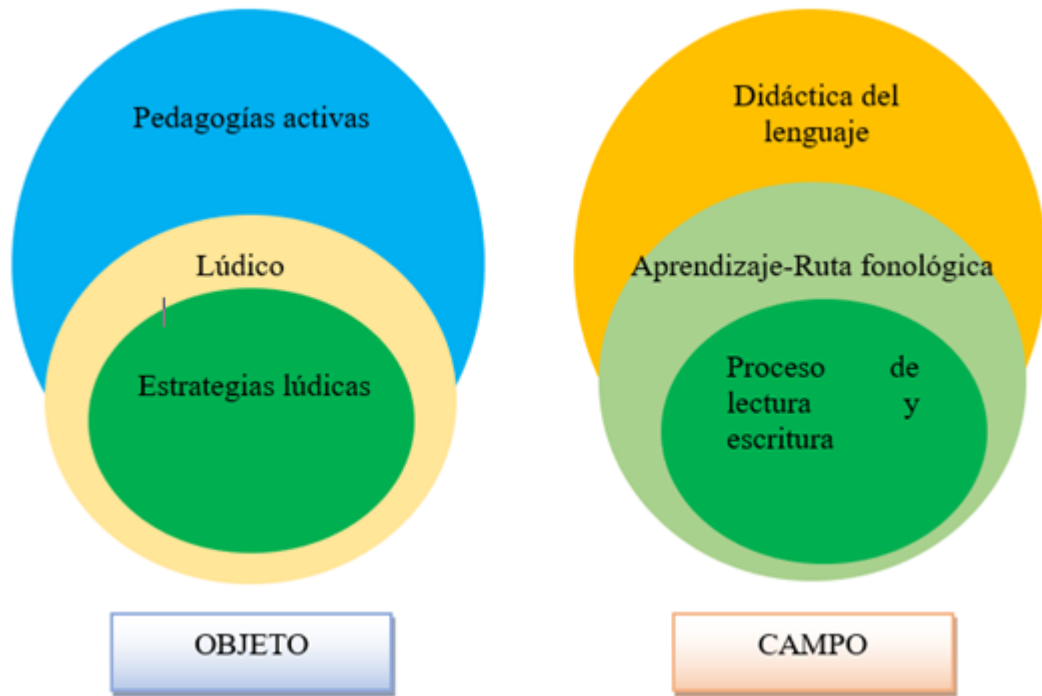 Pedagogías activas
Lúdico
Estrategias lúdicas
OBJETO
Didáctica del
lenguaje
Aprendizaje-Ruta fonológica
Proceso de
lectura y
escritura
CAMPO